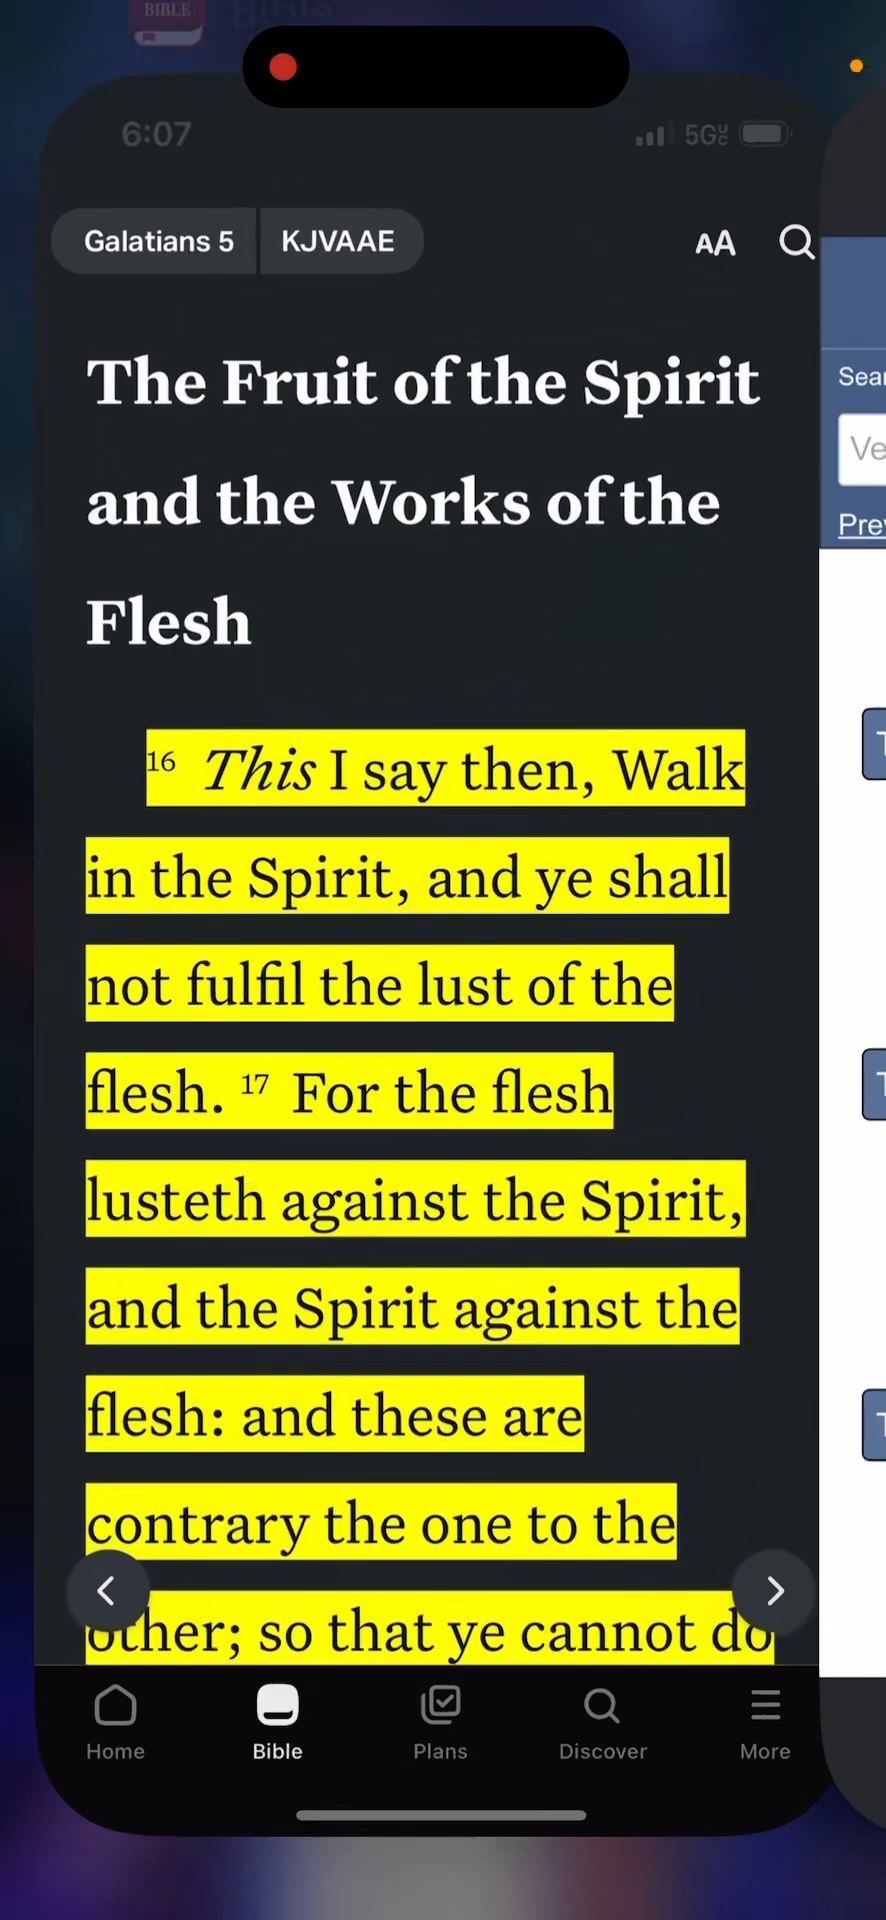 BIBLE
Bible
6:07
5G
Galatians 5
KJVAAE
AA
The Fruit of the Spirit
and the Works of the
Flesh
16 This I say then, Walk
in the Spirit, and ye shall
not fulfil the lust of the
flesh. 17 For the flesh
lusteth against the Spirit,
and the Spirit against the
flesh: and these are
contrary the one to the
other; so that ye cannot do
Home
Bible
Plans
Discover
More